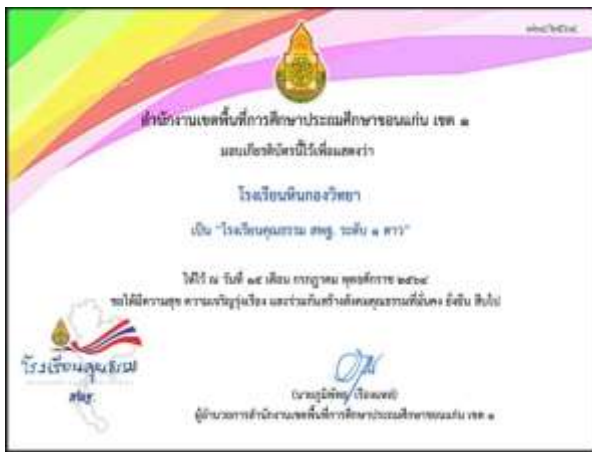 สำนักงานเขตพื้นที่การศึกษาประถมศึกษาขอนแก่น เขต ๑
มอบเกียรติบัตรนี้ไว้เพื่อแสดงว่า
โรงเรียนหินกองวิทยา
เป็น "โรงเรียนคุณธรรม สพฐ. ระดับ ๑ ดาว"
ให้ไว้ ณ วันที่ ๑๕ เดือน กรกฎาคม พุทธศักราช ๒๕๖๔
ขอให้มีความสุข ความเจริญรุ่งเรือง และร่วมกันสร้างสังคมคุณธรรมที่มั่นคง ยั่งยืน สืบไป
โรงเรียนคุณธรรม
สพฐ.
ผู้อำนวยการสำนักงานเขตพื้นที่การศึกษาประถมศึกษาขอนแก่น เขต ๑